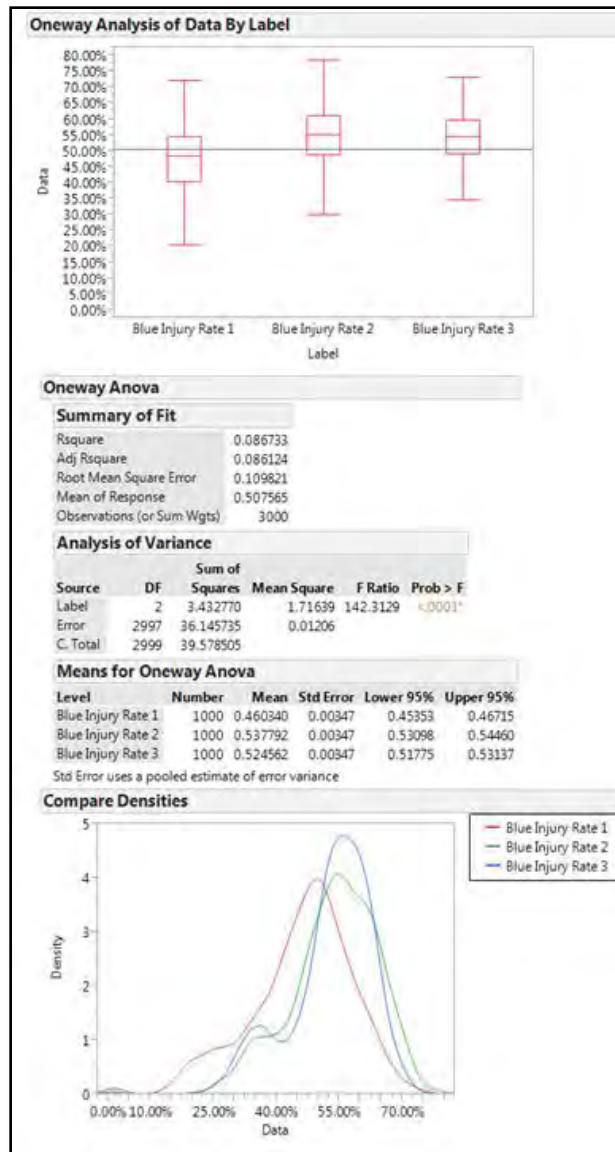 Oneway Analysis of Data By Label
80.00%
75.00%
70.00%
65.00%
60.00%
55.00%
50.00%
45.00%
40.00%
35.00%
30.00%
25.00%
20.00%
15.00%
10.00%
5.00%
0.00%
Data
Blue Injury Rate 1 Blue Injury Rate 2 Blue Injury Rate 3
Label
Oneway Anova
Summary of Fit
Rsquare 0.086733
Adj Rsquare 0.086124
Root Mean Square Error 0.109821
Mean of Response 0.507565
Observations (or Sum Wgts) 3000
Analysis of Variance
Sum of
Source DF Squares Mean Square F Ratio Prob > F
Label 2 3.432770 1.71639 142.3129 <.0001*
Error 2997 36.145735 0.01206
C. Total 2999 39.578505
Means for Oneway Anova
Level Number Mean Std Error Lower 95% Upper 95%
Blue Injury Rate 1 1000 0.460340 0.00347 0.45353 0.46715
Blue Injury Rate 2 1000 0.537792 0.00347 0.53098 0.54460
Blue Injury Rate 3 1000 0.524562 0.00347 0.51775 0.53137
Std Error uses a pooled estimate of error variance
Compare Densities
5
4
3
2
1
0
Density
0.00% 10.00% 25.00% 40.00% 55.00% 70.00%
Data
Blue Injury Rate 1
Blue Injury Rate 2
Blue Injury Rate 3